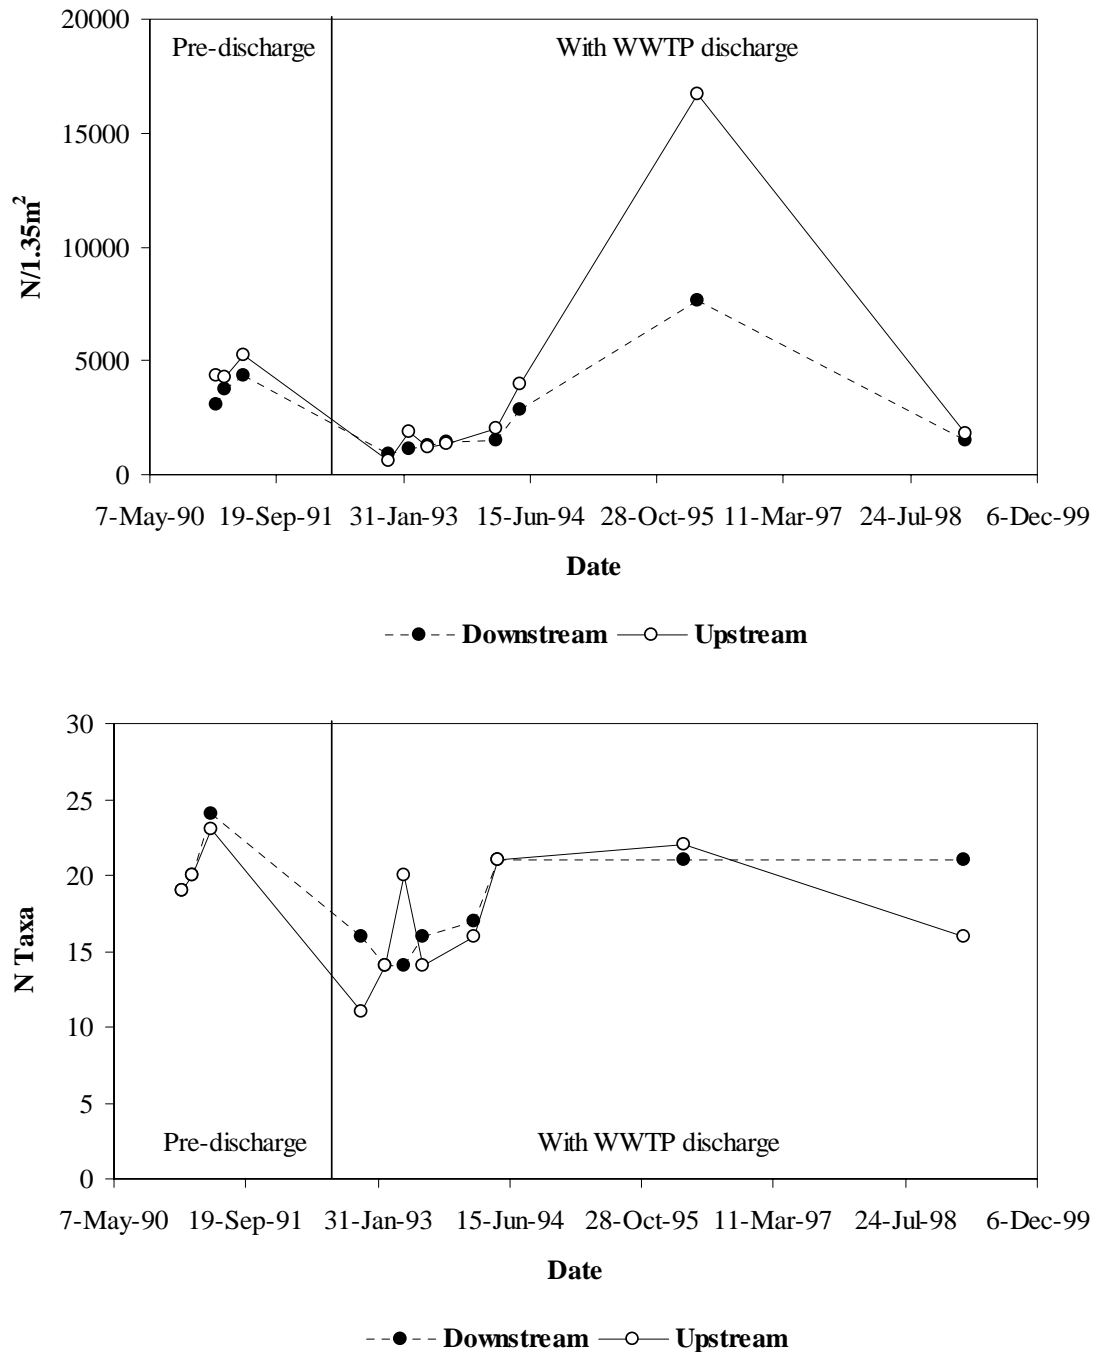 20000
Pre-discharge With WWTP discharge
15000
N/1.35m²
10000
5000
0
7-May-90 19-Sep-91 31-Jan-93 15-Jun-94 28-Oct-95 11-Mar-97 24-Jul-98 6-Dec-99
Date
Downstream Upstream
30
25
20
N Taxa
15
10
5
Pre-discharge With WWTP discharge
0
7-May-90 19-Sep-91 31-Jan-93 15-Jun-94 28-Oct-95 11-Mar-97 24-Jul-98 6-Dec-99
Date
Downstream Upstream